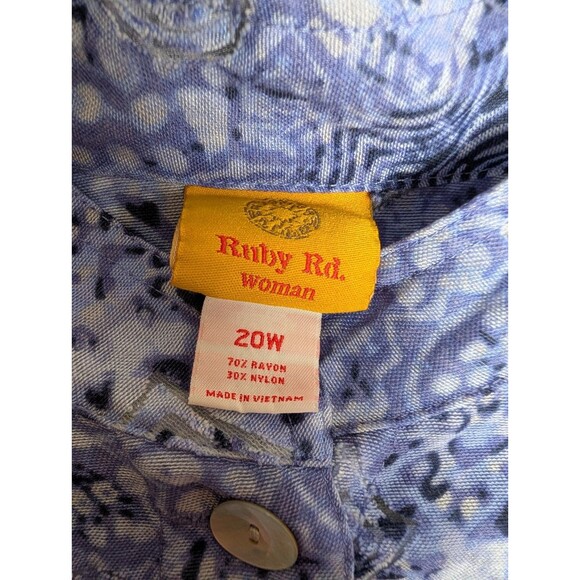 Ruby Rd.
woman
20W
70% RAYON
30% NYLON
MADE IN VIETNAM